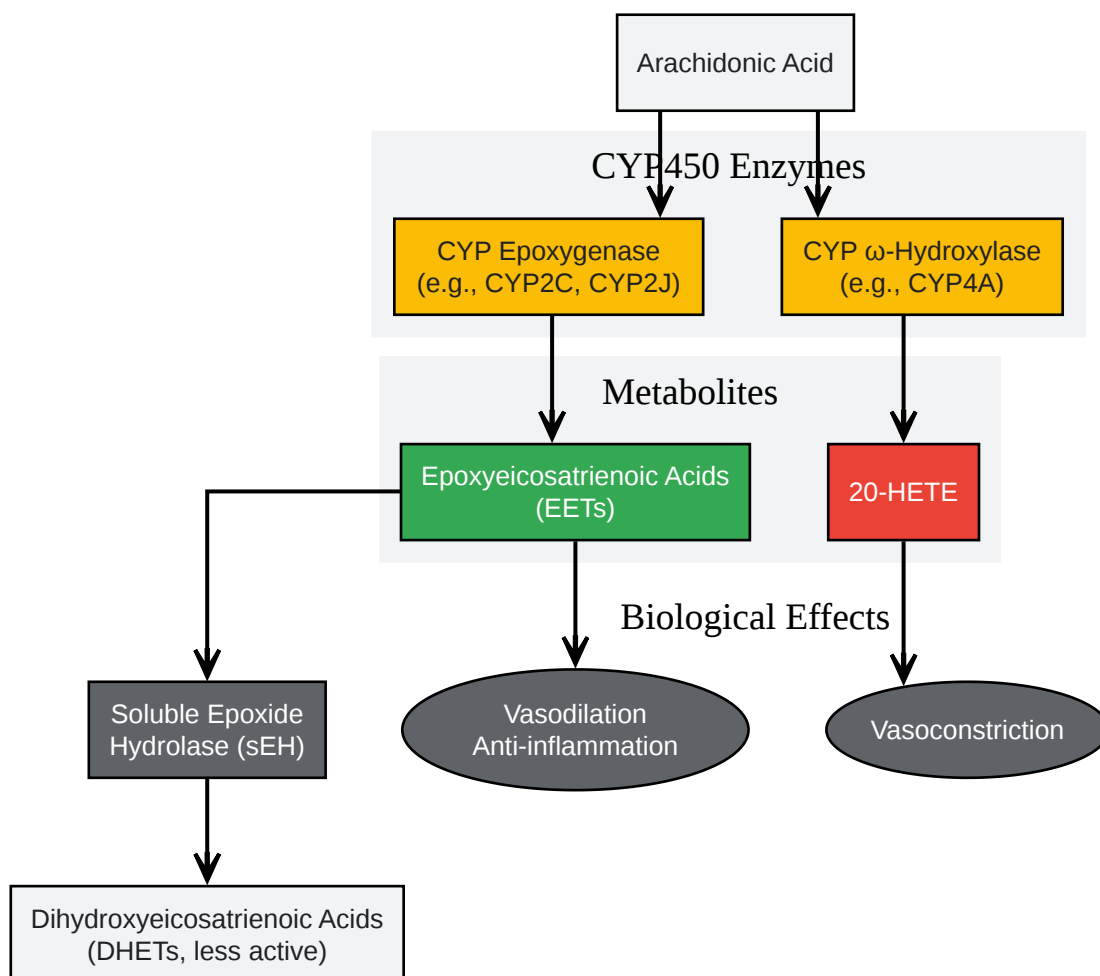 Arachidonic Acid
CYP450 Enzymes
CYP Epoxygenase
(e.g., CYP2C, CYP2J)
CYP ω-Hydroxylase
(e.g., CYP4A)
Metabolites
Epoxyeicosatrienoic Acids
(EETs)
20-HETE
Biological Effects
Soluble Epoxide
Hydrolase (sEH)
Vasodilation
Anti-inflammation
Vasoconstriction
Dihydroxyeicosatrienoic Acids
(DHETs, less active)